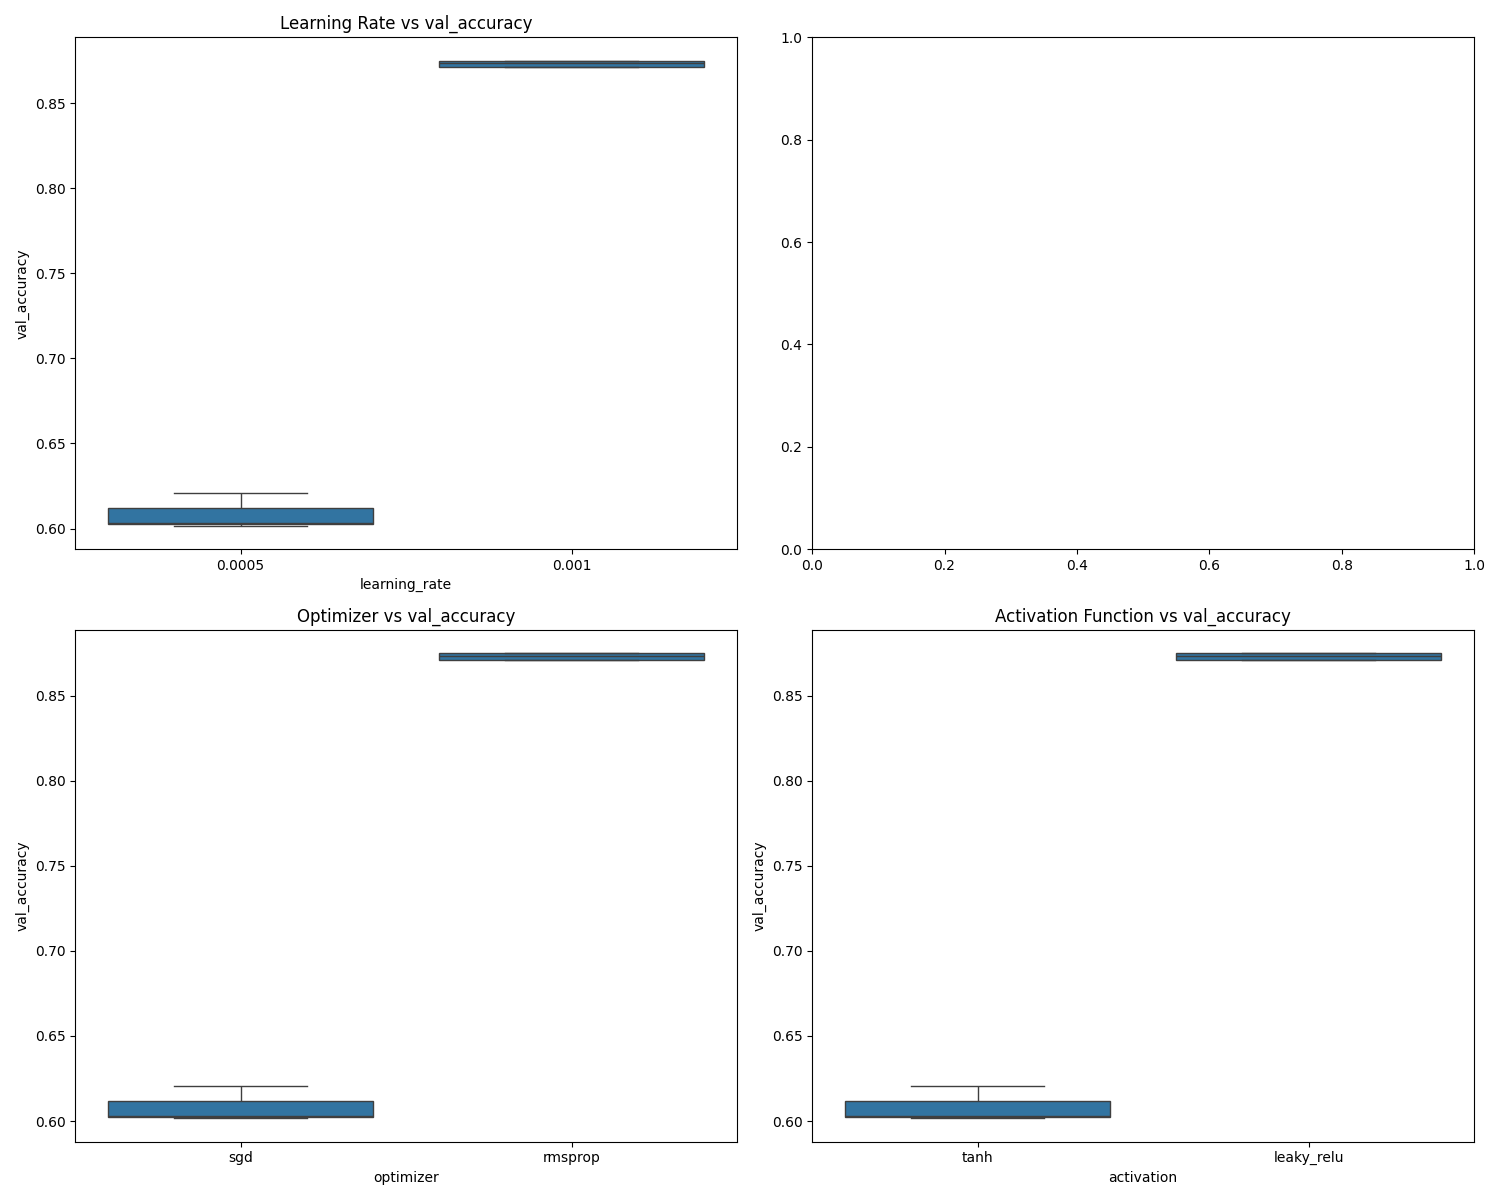 Learning Rate vs val_accuracy
val_accuracy
0.85
0.80
0.75
0.70
0.65
0.60
0.0005 0.001
learning_rate
1.0
0.8
0.6
0.4
0.2
0.0
0.0 0.2 0.4 0.6 0.8 1.0
Optimizer vs val_accuracy
val_accuracy
0.85
0.80
0.75
0.70
0.65
0.60
sgd rmsprop
optimizer
Activation Function vs val_accuracy
val_accuracy
0.85
0.80
0.75
0.70
0.65
0.60
tanh leaky_relu
activation